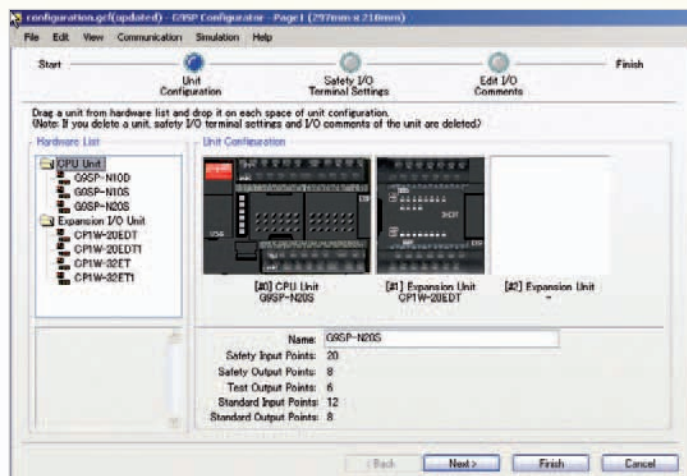 configuration.gcf(updated) - G9SP Configurator - Page1 (297mm x 210mm)
File Edit View Communication Simulation Help
Start
Finish
Unit Configuration
Safety I/O Terminal Settings
Edit I/O Comments
Drag a unit from hardware list and drop it on each space of unit configuration.
(Note: If you delete a unit, safety I/O terminal settings and I/O comments of the unit are deleted.)
Hardware List
CPU Unit
G9SP-N10D
G9SP-N10S
G9SP-N20S
Expansion I/O Unit
CP1W-20EDT
CP1W-20EDT1
CP1W-32ET
CP1W-32ET1
Unit Configuration
[#0] CPU Unit
G9SP-N20S
[#1] Expansion Unit
CP1W-20EDT
[#2] Expansion Unit
-
Name: G9SP-N20S
Safety Input Points: 20
Safety Output Points: 8
Test Output Points: 6
Standard Input Points: 12
Standard Output Points: 8
< Back
Next >
Finish
Cancel